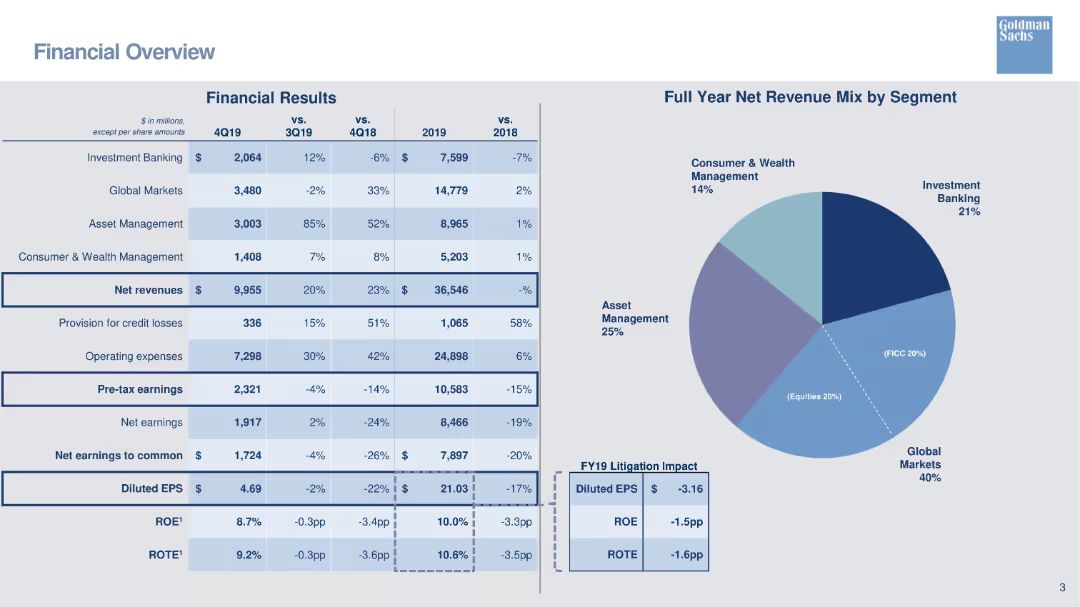 Financial Overview
Goldman
Sachs
Financial Results
$ in millions,
except per share amounts
4Q19
vs.
3Q19
vs.
4Q18
2019
vs.
2018
Investment Banking $ 2,064 12% -6% $ 7,599 -7%
Global Markets 3,480 -2% 33% 14,779 2%
Asset Management 3,003 85% 52% 8,965 1%
Consumer & Wealth Management 1,408 7% 8% 5,203 1%
Net revenues $ 9,955 20% 23% $ 36,546 -%
Provision for credit losses 336 15% 51% 1,065 58%
Operating expenses 7,298 30% 42% 24,898 6%
Pre-tax earnings 2,321 -4% -14% 10,583 -15%
Net earnings 1,917 2% -24% 8,466 -19%
Net earnings to common $ 1,724 -4% -26% $ 7,897 -20%
Diluted EPS $ 4.69 -2% -22% $ 21.03 -17%
ROE¹ 8.7% -0.3pp -3.4pp 10.0% -3.3pp
ROTE¹ 9.2% -0.3pp -3.6pp 10.6% -3.5pp
Full Year Net Revenue Mix by Segment
Consumer & Wealth
Management
14%
Investment
Banking
21%
Asset
Management
25%
(FICC 20%)
(Equities 20%)
Global
Markets
40%
FY19 Litigation Impact
Diluted EPS $ -3.16
ROE -1.5pp
ROTE -1.6pp
3